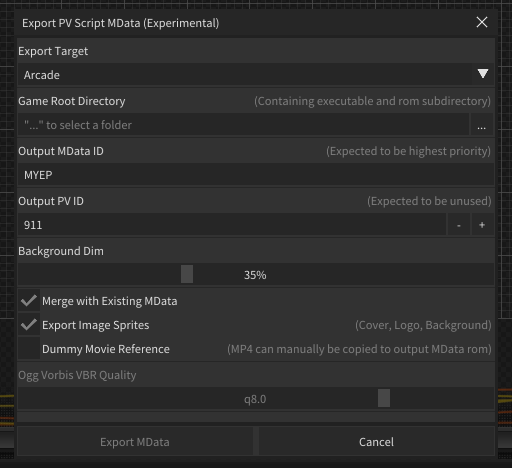 Export PV Script MData (Experimental)
Export Target
Arcade
Game Root Directory (Containing executable and rom subdirectory)
"..." to select a folder ...
Output MData ID (Expected to be highest priority)
MYEP
Output PV ID (Expected to be unused)
911 - +
Background Dim
35%
Merge with Existing MData
Export Image Sprites (Cover, Logo, Background)
Dummy Movie Reference (MP4 can manually be copied to output MData rom)
Ogg Vorbis VBR Quality
q8.0
Export MData Cancel